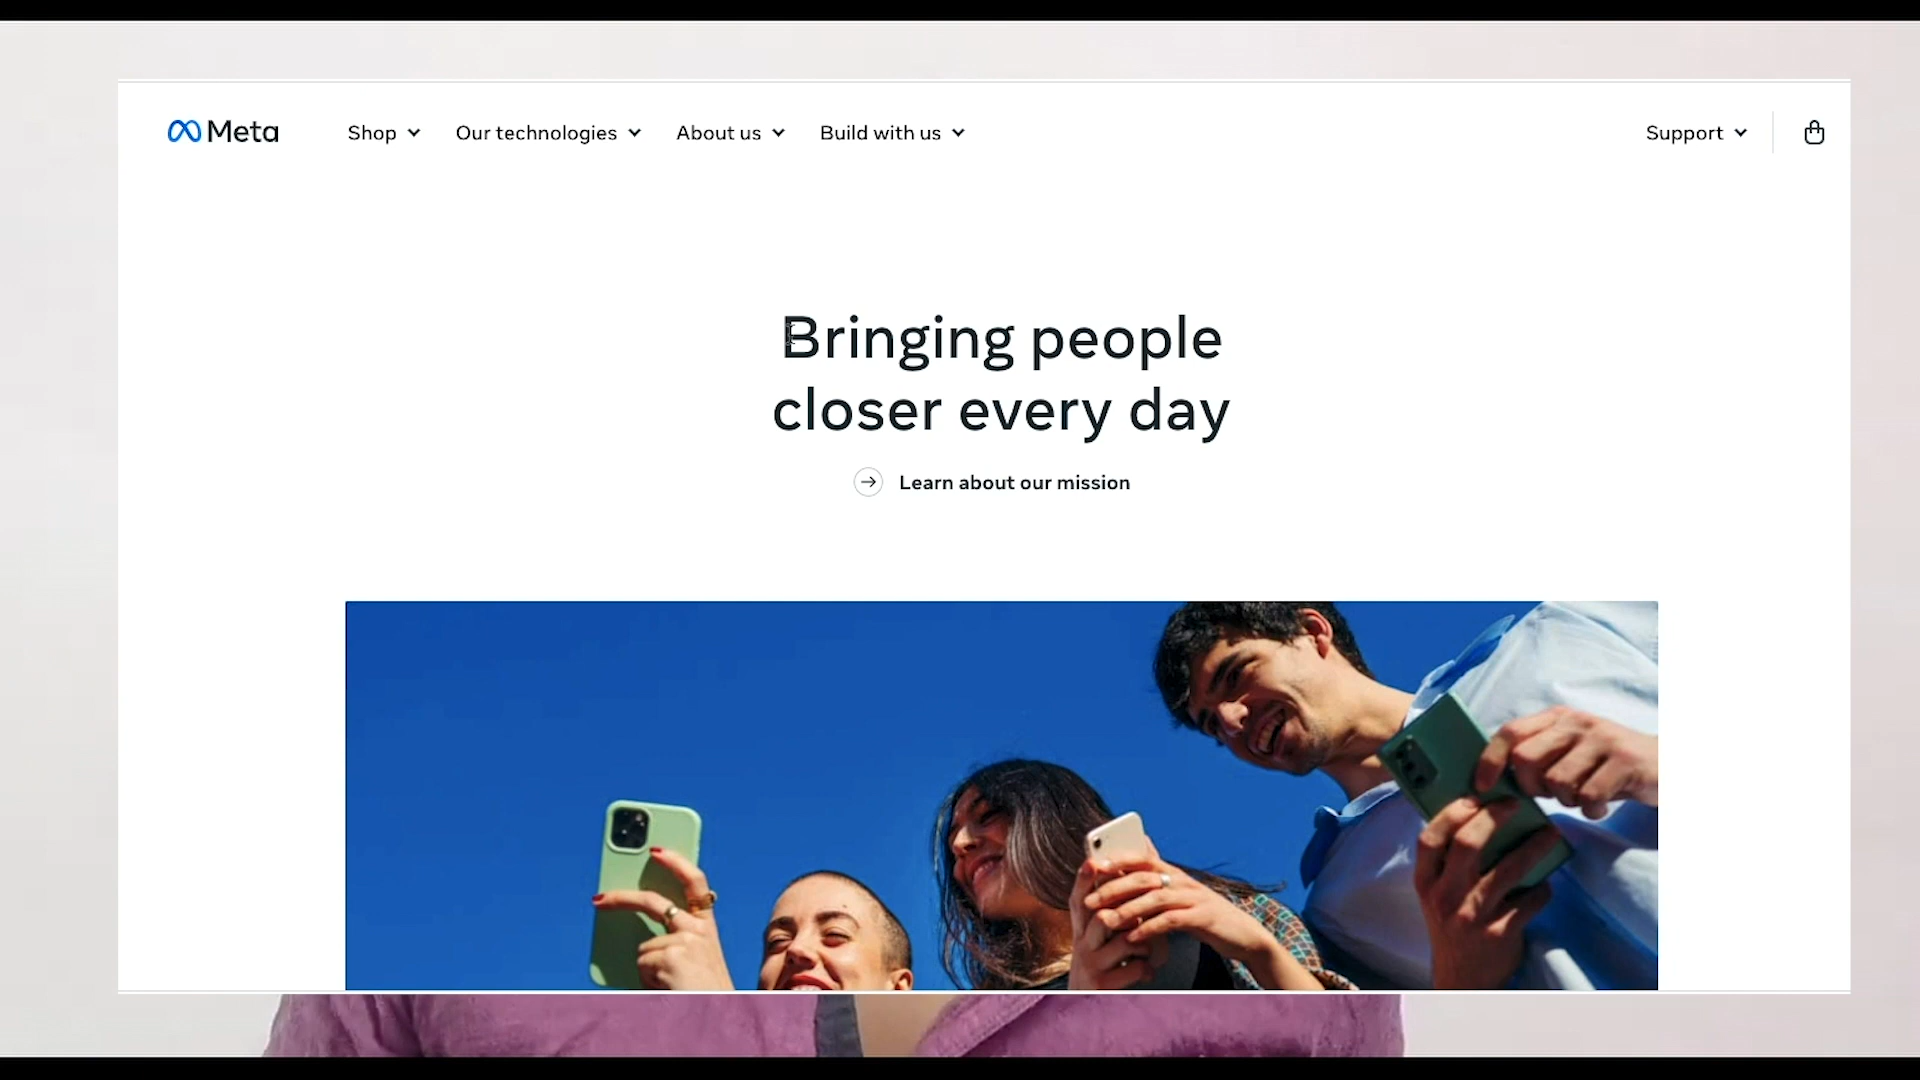 Meta
Shop
Our technologies
About us
Build with us
Support
Bringing people
closer every day
Learn about our mission